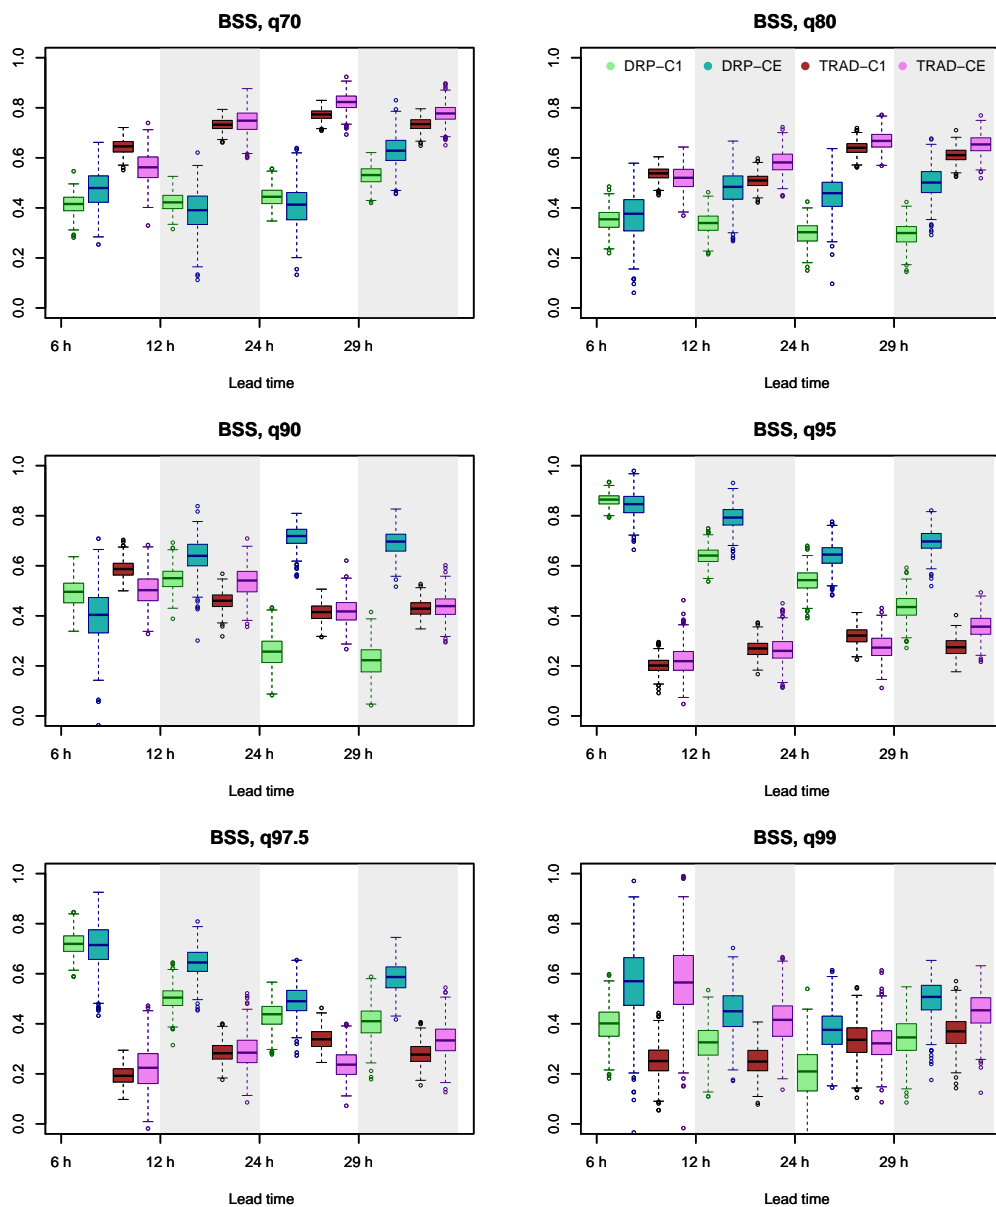 BSS, q70
1.0
0.8
0.6
0.4
0.2
0.0
6 h 12 h 24 h 29 h
Lead time
BSS, q80
DRP−C1 DRP−CE TRAD−C1 TRAD−CE
1.0
0.8
0.6
0.4
0.2
0.0
6 h 12 h 24 h 29 h
Lead time
BSS, q90
1.0
0.8
0.6
0.4
0.2
0.0
6 h 12 h 24 h 29 h
Lead time
BSS, q95
1.0
0.8
0.6
0.4
0.2
0.0
6 h 12 h 24 h 29 h
Lead time
BSS, q97.5
1.0
0.8
0.6
0.4
0.2
0.0
6 h 12 h 24 h 29 h
Lead time
BSS, q99
1.0
0.8
0.6
0.4
0.2
0.0
6 h 12 h 24 h 29 h
Lead time